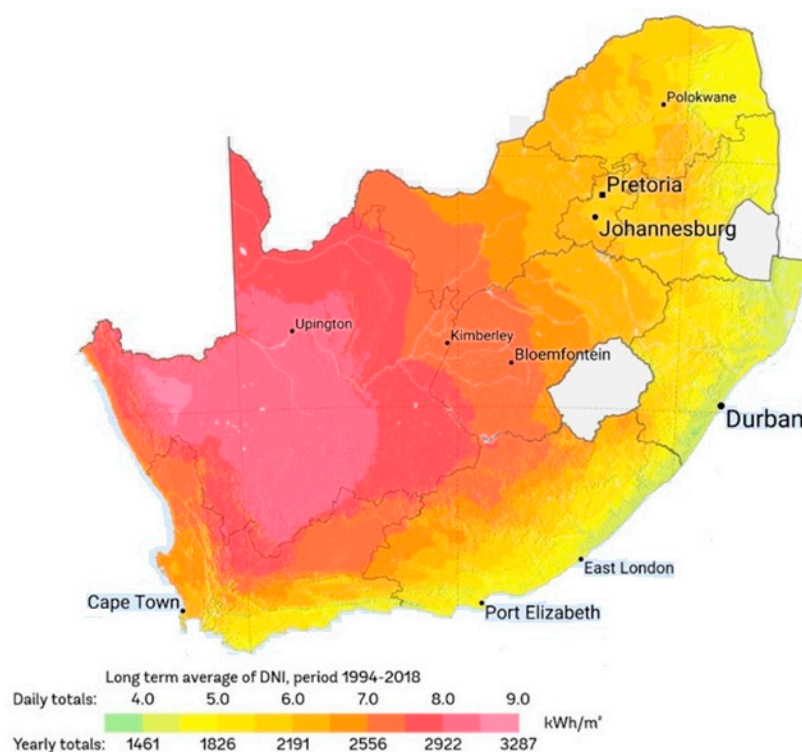 Polokwane
Pretoria
Johannesburg
Upington
Kimberley
Bloemfontein
Durban
East London
Cape Town
Port Elizabeth
Long term average of DNI, period 1994-2018
Daily totals: 4.0 5.0 6.0 7.0 8.0 9.0
kWh/m²
Yearly totals: 1461 1826 2191 2556 2922 3287